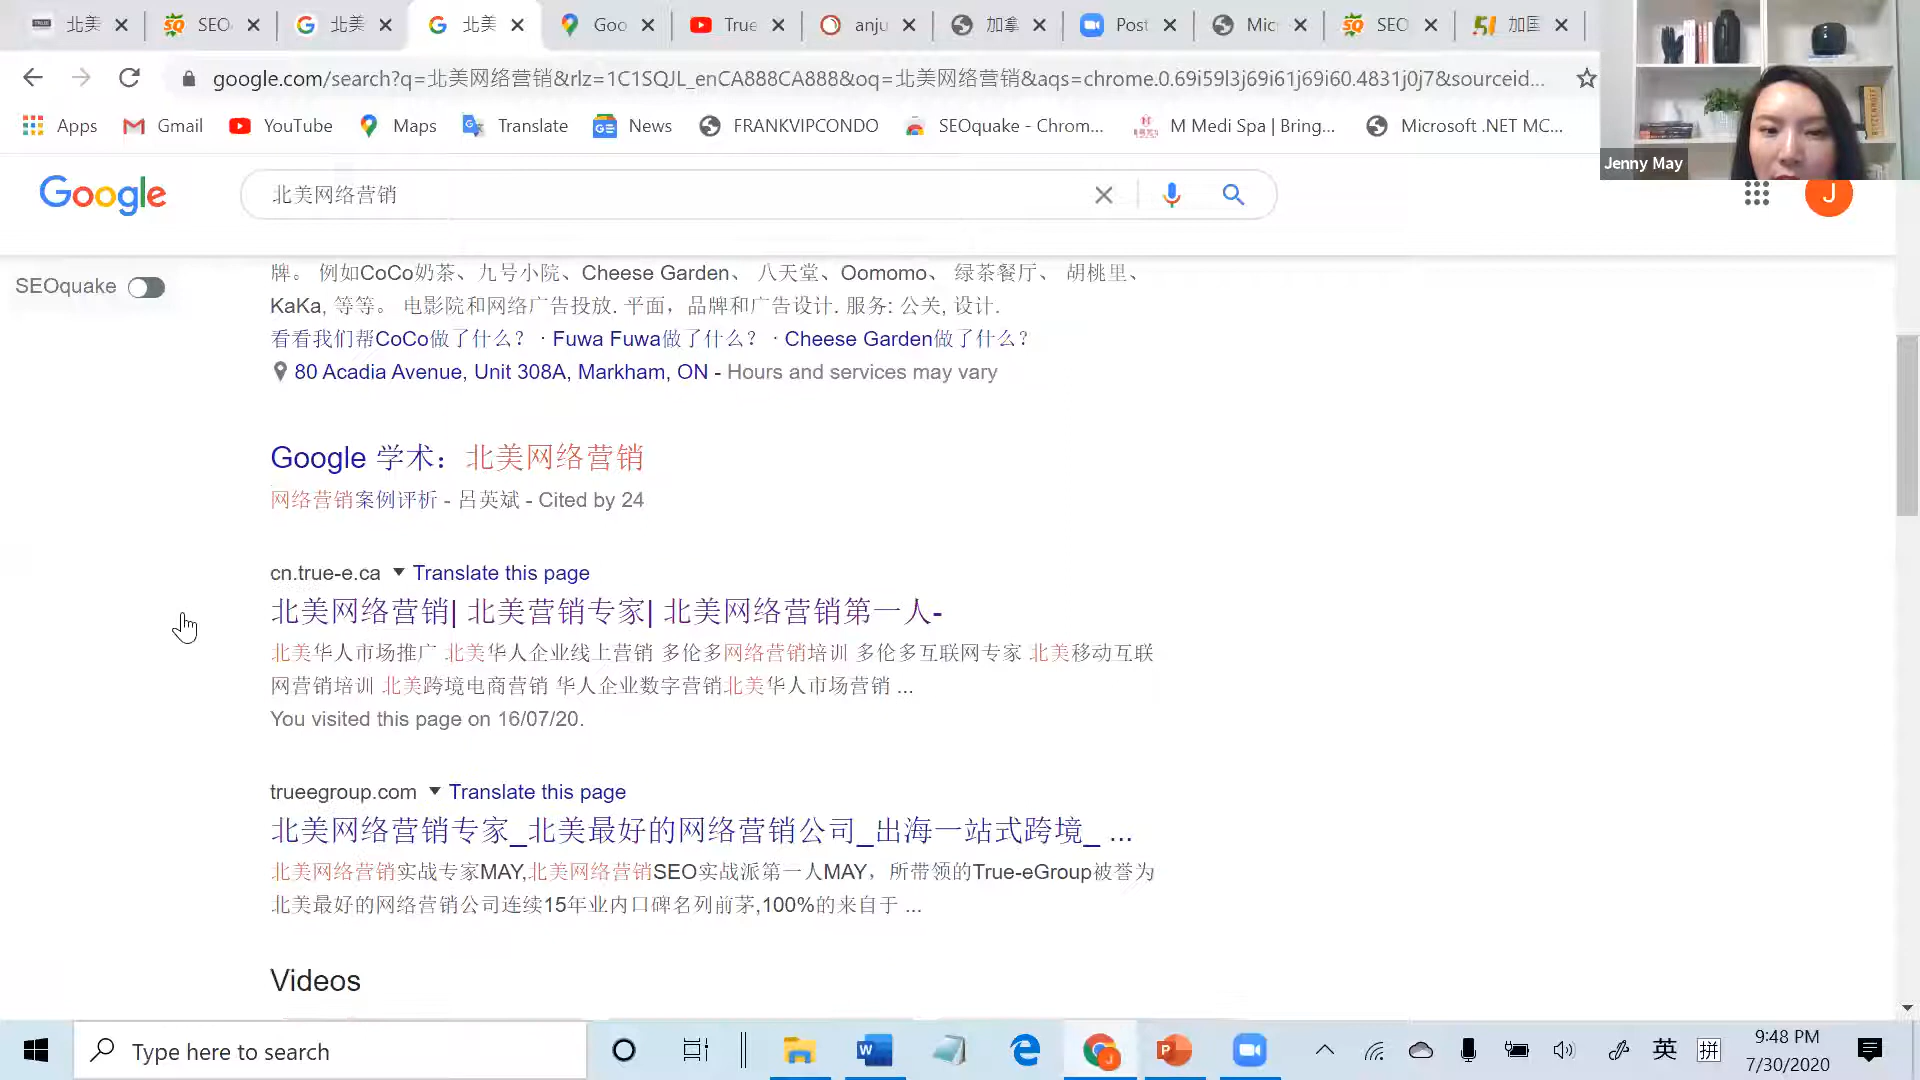 北美
SEO
北美
北美
Goo
True
anju
加拿
Post
Mic
SEO
加国
google.com/search?q=北美网络营销&rlz=1C1SQJL_enCA888CA888&oq=北美网络营销&aqs=chrome.0.69i59l3j69i61j69i60.4831j0j7&sourceid...
Apps
Gmail
YouTube
Maps
Translate
News
FRANKVIPCONDO
SEOquake - Chrom...
M Medi Spa | Bring...
Microsoft .NET MC...
Jenny May
Google
北美网络营销
J
SEOquake
牌。 例如CoCo奶茶、九号小院、Cheese Garden、 八天堂、Oomomo、 绿茶餐厅、 胡桃里、
KaKa, 等等。 电影院和网络广告投放. 平面，品牌和广告设计. 服务: 公关, 设计.
看看我们帮CoCo做了什么？ · Fuwa Fuwa做了什么？ · Cheese Garden做了什么？
80 Acadia Avenue, Unit 308A, Markham, ON - Hours and services may vary
Google 学术：北美网络营销
网络营销案例评析 - 吕英斌 - Cited by 24
cn.true-e.ca ▼ Translate this page
北美网络营销| 北美营销专家| 北美网络营销第一人-
北美华人市场推广 北美华人企业线上营销 多伦多网络营销培训 多伦多互联网专家 北美移动互联
网营销培训 北美跨境电商营销 华人企业数字营销北美华人市场营销 ...
You visited this page on 16/07/20.
trueegroup.com ▼ Translate this page
北美网络营销专家_北美最好的网络营销公司_出海一站式跨境_ ...
北美网络营销实战专家MAY,北美网络营销SEO实战派第一人MAY，所带领的True-eGroup被誉为
北美最好的网络营销公司连续15年业内口碑名列前茅,100%的来自于 ...
Videos
Type here to search
英
拼
9:48 PM
7/30/2020